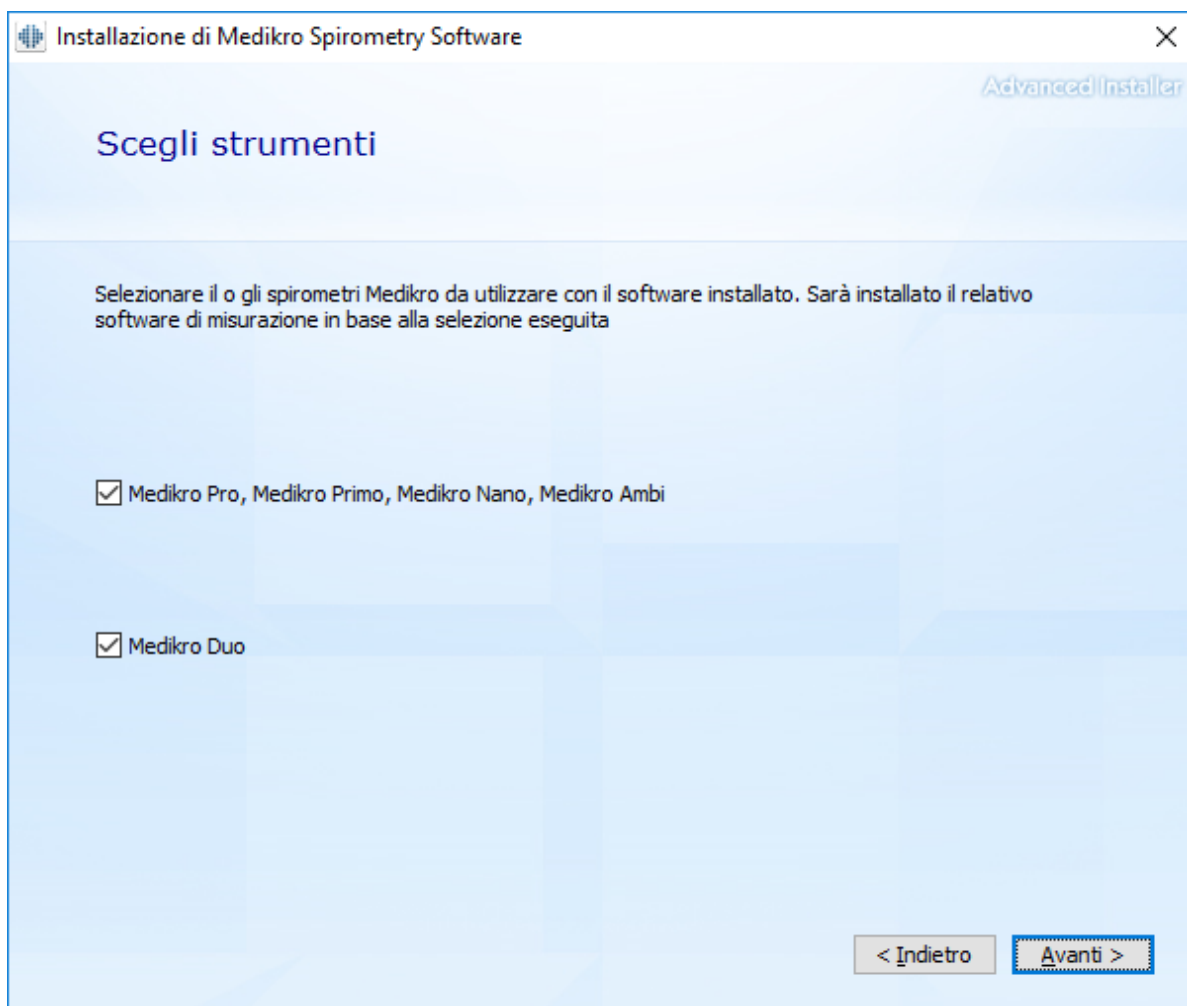 Installazione di Medikro Spirometry Software
Advanced Installer
Scegli strumenti
Selezionare il o gli spirometri Medikro da utilizzare con il software installato. Sarà installato il relativo
software di misurazione in base alla selezione eseguita
Medikro Pro, Medikro Primo, Medikro Nano, Medikro Ambi
Medikro Duo
< Indietro
Avanti >